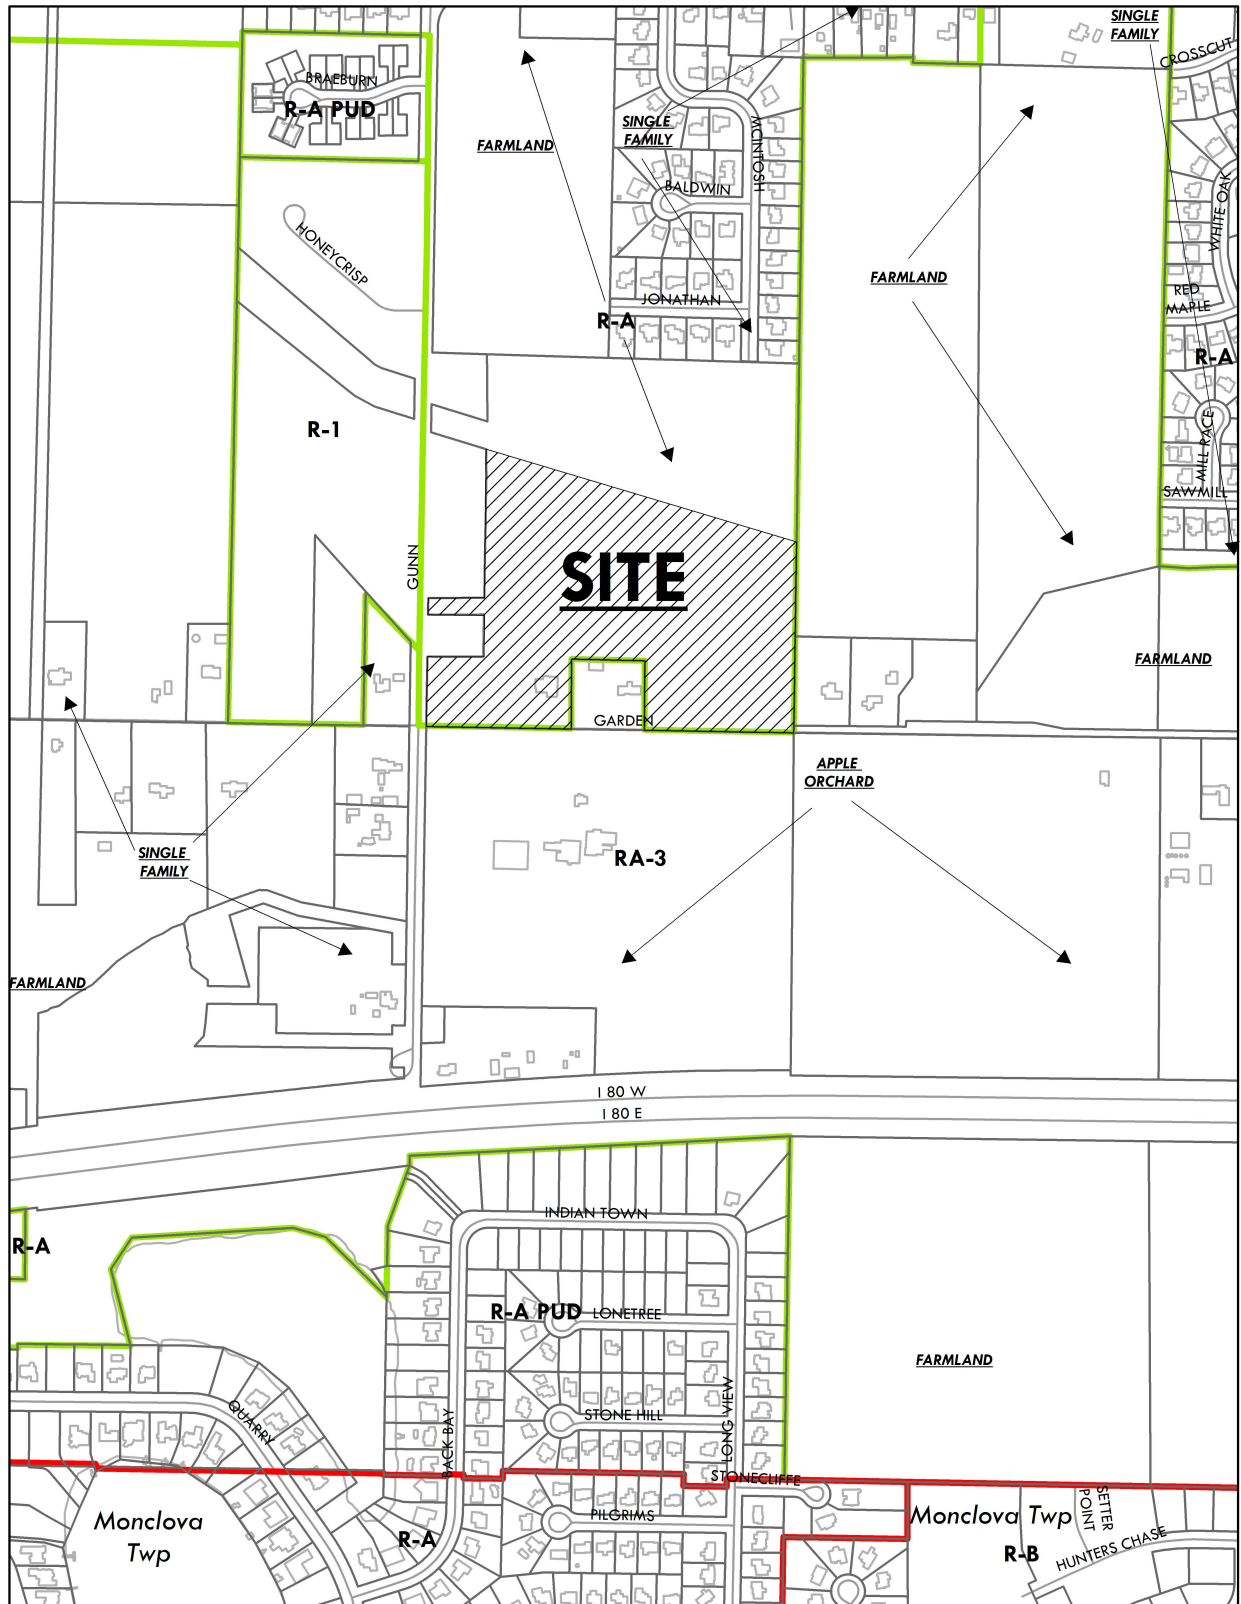 SINGLE
FAMILY
CROSSCUT
BRAEBURN
R-A PUD
FARMLAND
SINGLE
FAMILY
MCINTOSH
BALDWIN
WHITE OAK
HONEYCRISP
FARMLAND
RED
MAPLE
JONATHAN
R-A
R-A
R-1
MILL RACE
SAWMILL
GUNN
SITE
FARMLAND
GARDEN
APPLE
ORCHARD
SINGLE
FAMILY
RA-3
FARMLAND
I 80 W
I 80 E
INDIAN TOWN
R-A
R-A PUD
LONETREE
FARMLAND
QUARRY
BACK BAY
STONE HILL
LONG VIEW
STONECLIFFE
Monclova
Twp
R-A
PILGRIMS
Monclova Twp
SETTER
POINT
R-B
HUNTERS CHASE